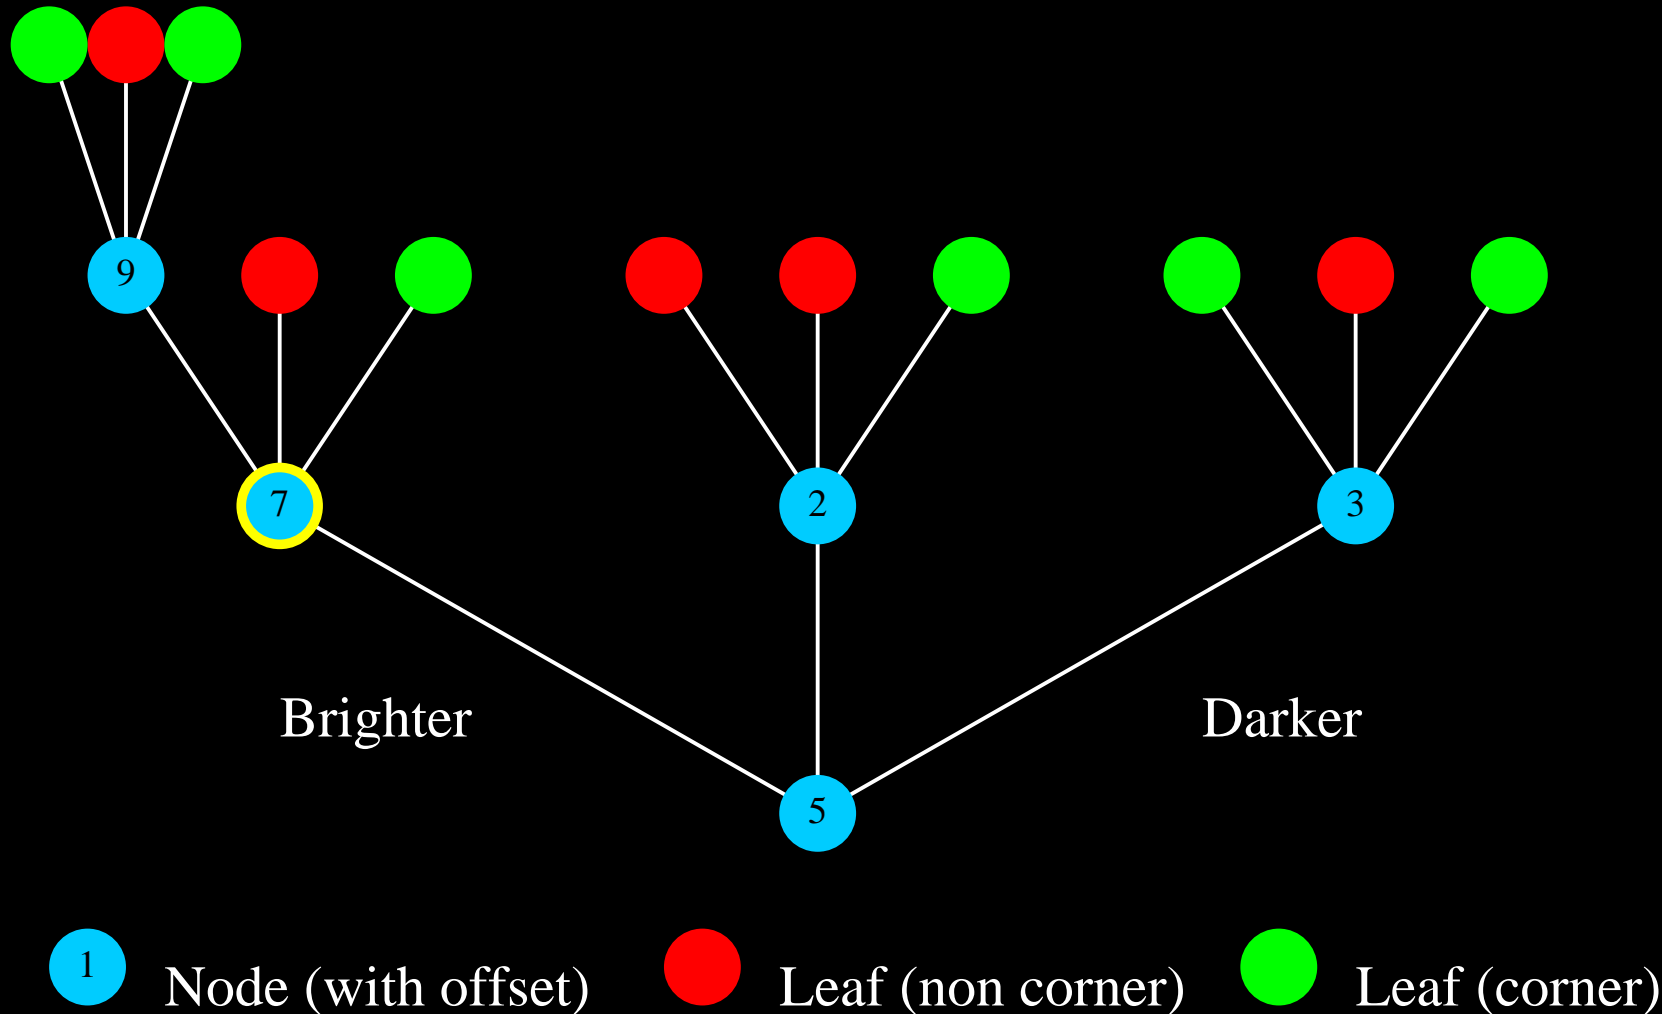 9
7 2 3
Brighter Darker
5
1 Node (with offset) Leaf (non corner) Leaf (corner)